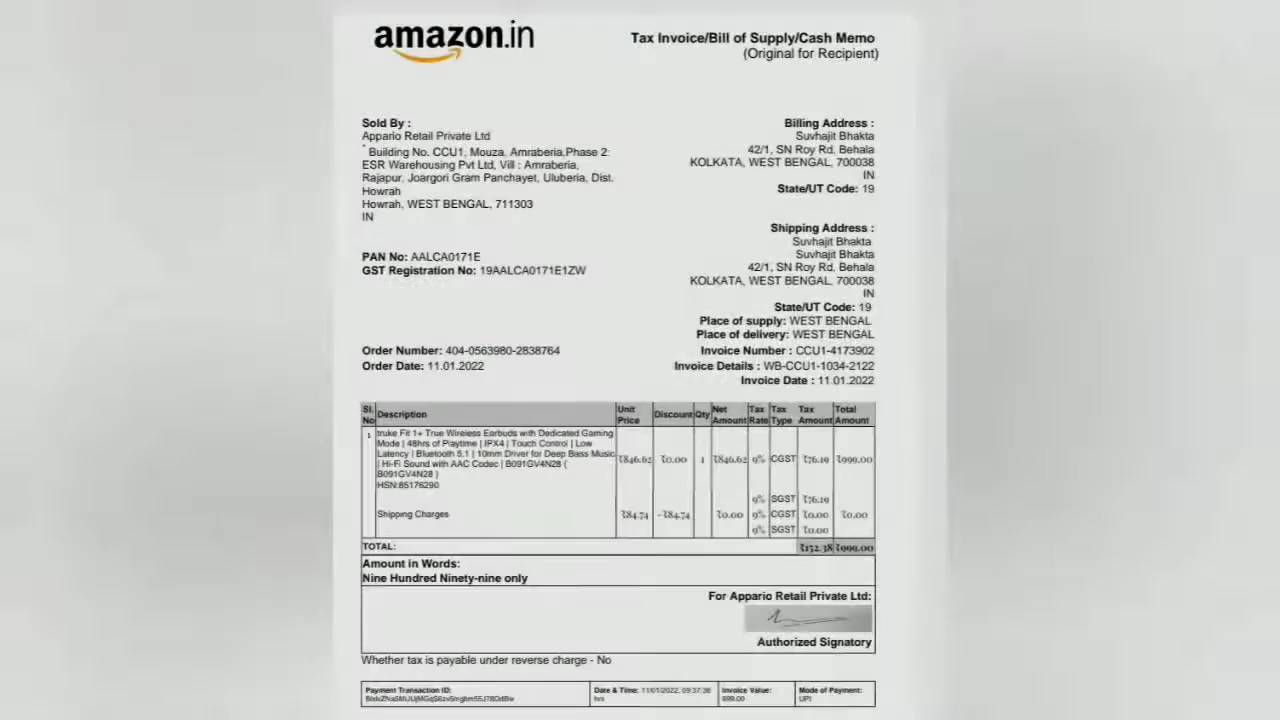 amazon.in
Tax Invoice/Bill of Supply/Cash Memo
(Original for Recipient)
Sold By :
Appario Retail Private Ltd
* Building No. CCU1, Mouza, Amraberia,Phase 2:
ESR Warehousing Pvt Ltd, Vill : Amraberia,
Rajapur, Joargori Gram Panchayet, Uluberia, Dist.
Howrah
Howrah, WEST BENGAL, 711303
IN
PAN No: AALCA0171E
GST Registration No: 19AALCA0171E1ZW
Billing Address :
Suvhajit Bhakta
42/1, SN Roy Rd, Behala
KOLKATA, WEST BENGAL, 700038
IN
State/UT Code: 19
Shipping Address :
Suvhajit Bhakta
Suvhajit Bhakta
42/1, SN Roy Rd, Behala
KOLKATA, WEST BENGAL, 700038
IN
State/UT Code: 19
Place of supply: WEST BENGAL
Place of delivery: WEST BENGAL
Order Number: 404-0563980-2838764
Order Date: 11.01.2022
Invoice Number : CCU1-4173902
Invoice Details : WB-CCU1-1034-2122
Invoice Date : 11.01.2022
Sl. No Description Unit Price Discount Qty Net Amount Tax Rate Tax Type Tax Amount Total Amount
1 truke Fit 1+ True Wireless Earbuds with Dedicated Gaming
Mode | 48hrs of Playtime | IPX4 | Touch Control | Low
Latency | Bluetooth 5.1 | 10mm Driver for Deep Bass Music
| Hi-Fi Sound with AAC Codec | B091GV4N28 ( ₹846.62 ₹0.00 1 ₹846.62 9% CGST ₹76.19 ₹999.00
B091GV4N28 )
HSN:85176290
9% SGST ₹76.19
Shipping Charges ₹84.74 -₹84.74 ₹0.00 9% CGST ₹0.00 ₹0.00
9% SGST ₹0.00
TOTAL: ₹152.38 ₹999.00
Amount in Words:
Nine Hundred Ninety-nine only
For Appario Retail Private Ltd:
Authorized Signatory
Whether tax is payable under reverse charge - No
Payment Transaction ID:
Date & Time: 11/01/2022, 09:37:36
hrs
Invoice Value:
999.00
Mode of Payment:
UPI